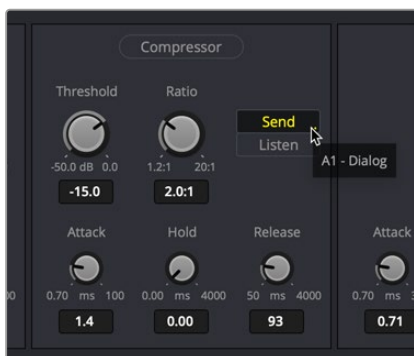 Compressor
Threshold Ratio
Send
Listen
-50.0 dB 0.0 1.2:1 20:1
A1 - Dialog
-15.0 2.0:1
Attack Hold Release Attack
00 0.70 ms 100 0.00 ms 4000 50 ms 4000 0.70 ms
1.4 0.00 93 0.71